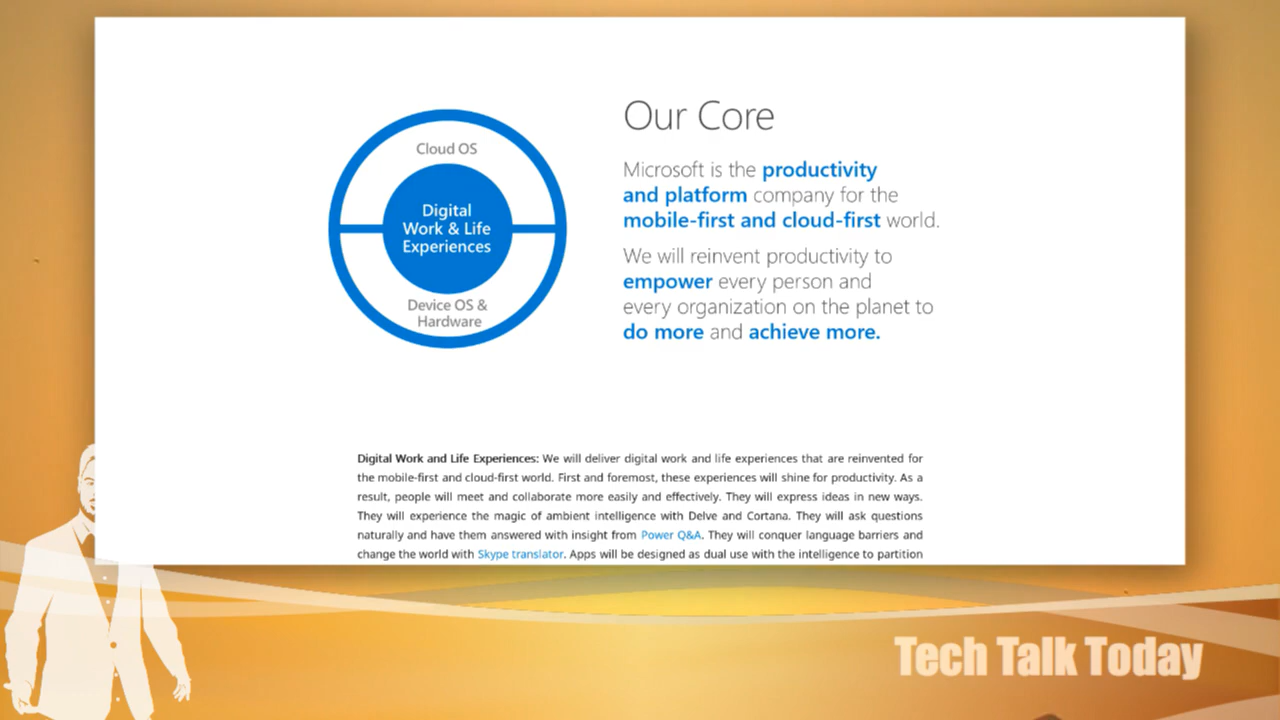 Cloud OS
Digital
Work & Life
Experiences
Device OS &
Hardware
Our Core
Microsoft is the productivity
and platform company for the
mobile-first and cloud-first world.
We will reinvent productivity to
empower every person and
every organization on the planet to
do more and achieve more.
Digital Work and Life Experiences: We will deliver digital work and life experiences that are reinvented for
the mobile-first and cloud-first world. First and foremost, these experiences will shine for productivity. As a
result, people will meet and collaborate more easily and effectively. They will express ideas in new ways.
They will experience the magic of ambient intelligence with Delve and Cortana. They will ask questions
naturally and have them answered with insight from Power Q&A. They will conquer language barriers and
change the world with Skype translator. Apps will be designed as dual use with the intelligence to partition
Tech Talk Today